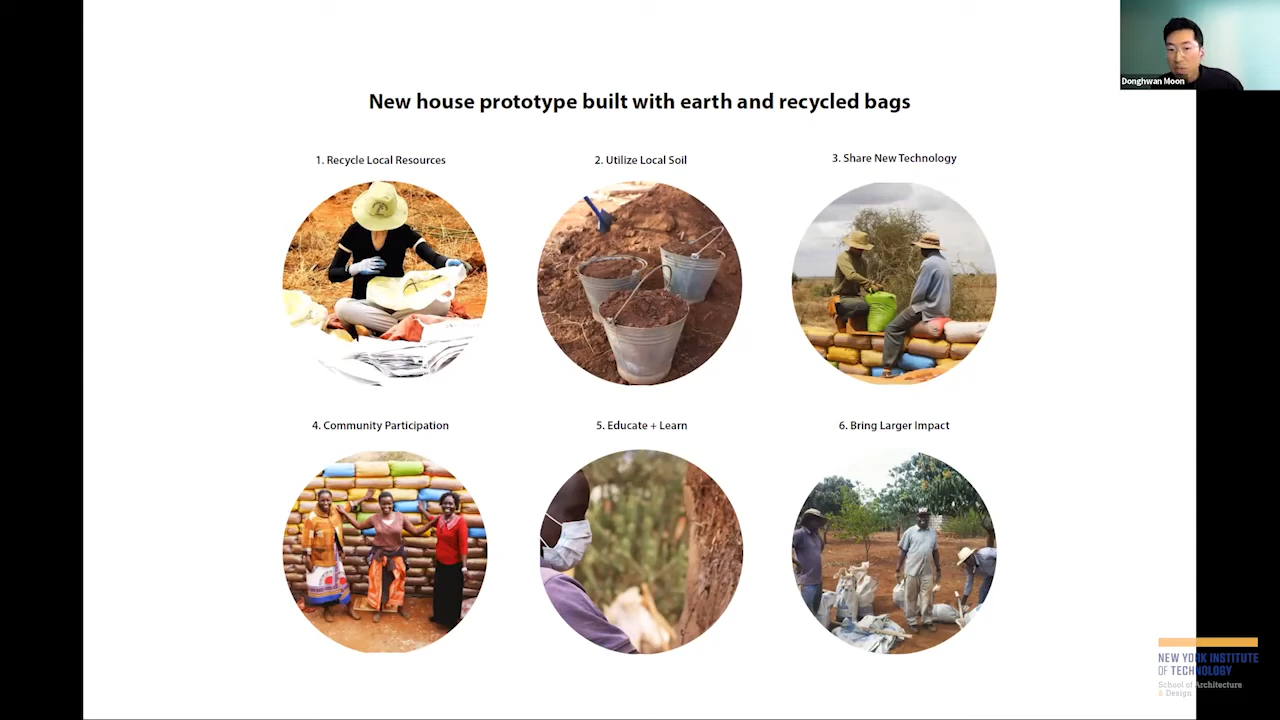 Donghwan Moon
New house prototype built with earth and recycled bags
1. Recycle Local Resources
2. Utilize Local Soil
3. Share New Technology
4. Community Participation
5. Educate + Learn
6. Bring Larger Impact
NEW YORK INSTITUTE
OF TECHNOLOGY
School of Architecture
& Design